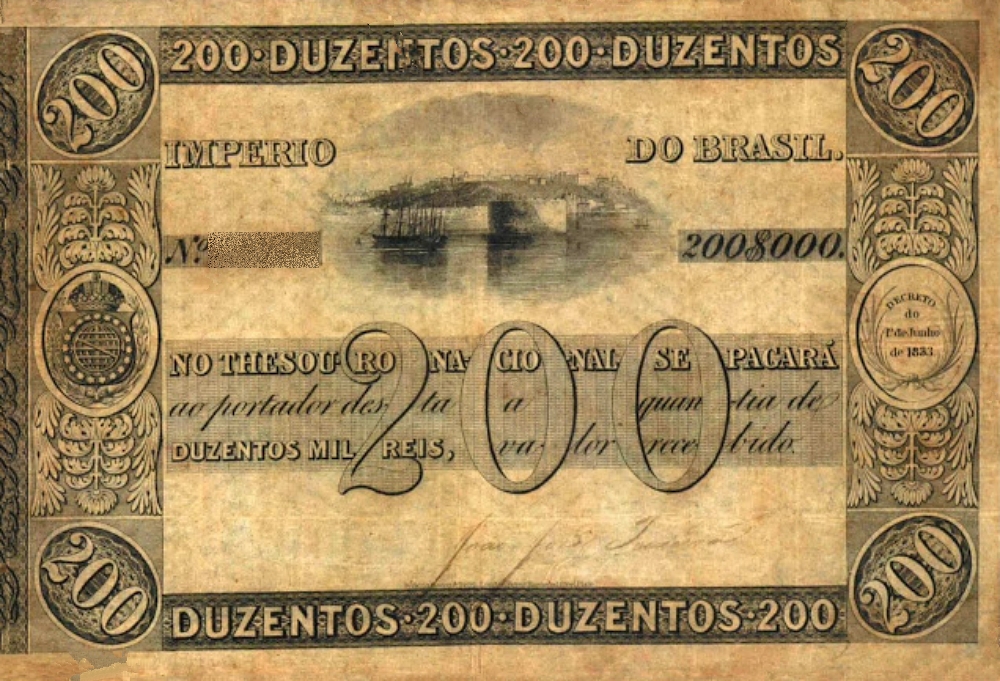 200·DUZENTOS·200·DUZENTOS
200
200
IMPERIO DO BRASIL.
Nº
200$000.
DECRETO
do
1º de Junho
de 1833
200
NO THESOURO NACIONAL SE PAGARÁ
ao portador desta a quantia de
DUZENTOS MIL REIS, valor recebido.
200
200
DUZENTOS·200·DUZENTOS·200